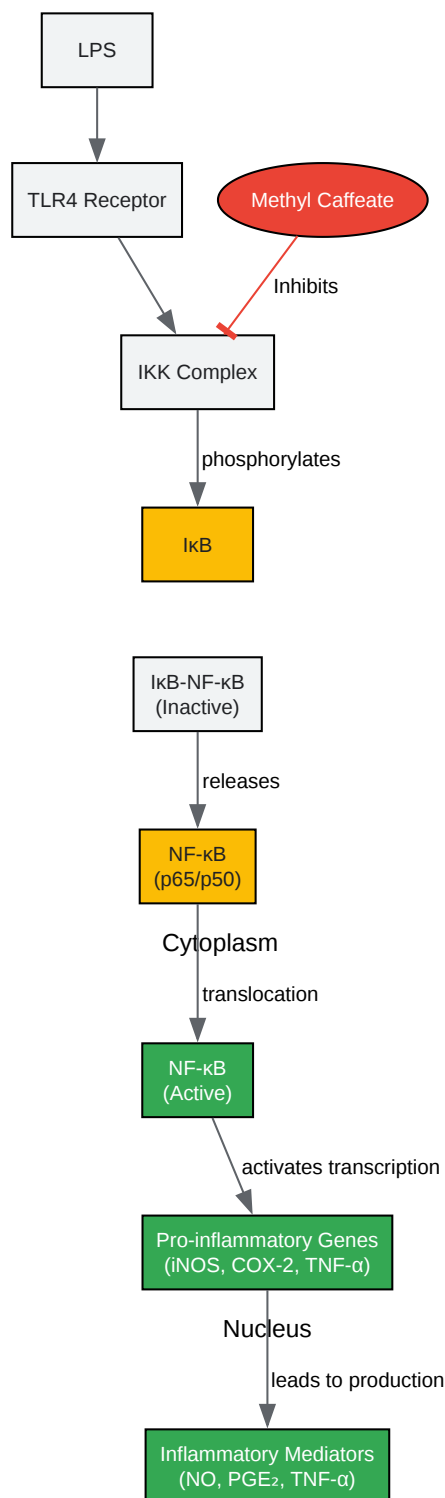 LPS
TLR4 Receptor
Methyl Caffeate
Inhibits
IKK Complex
phosphorylates
IκB
IκB-NF-κB
(Inactive)
releases
NF-κB
(p65/p50)
Cytoplasm
translocation
NF-κB
(Active)
activates transcription
Pro-inflammatory Genes
(iNOS, COX-2, TNF-α)
Nucleus
leads to production
Inflammatory Mediators
(NO, PGE₂, TNF-α)